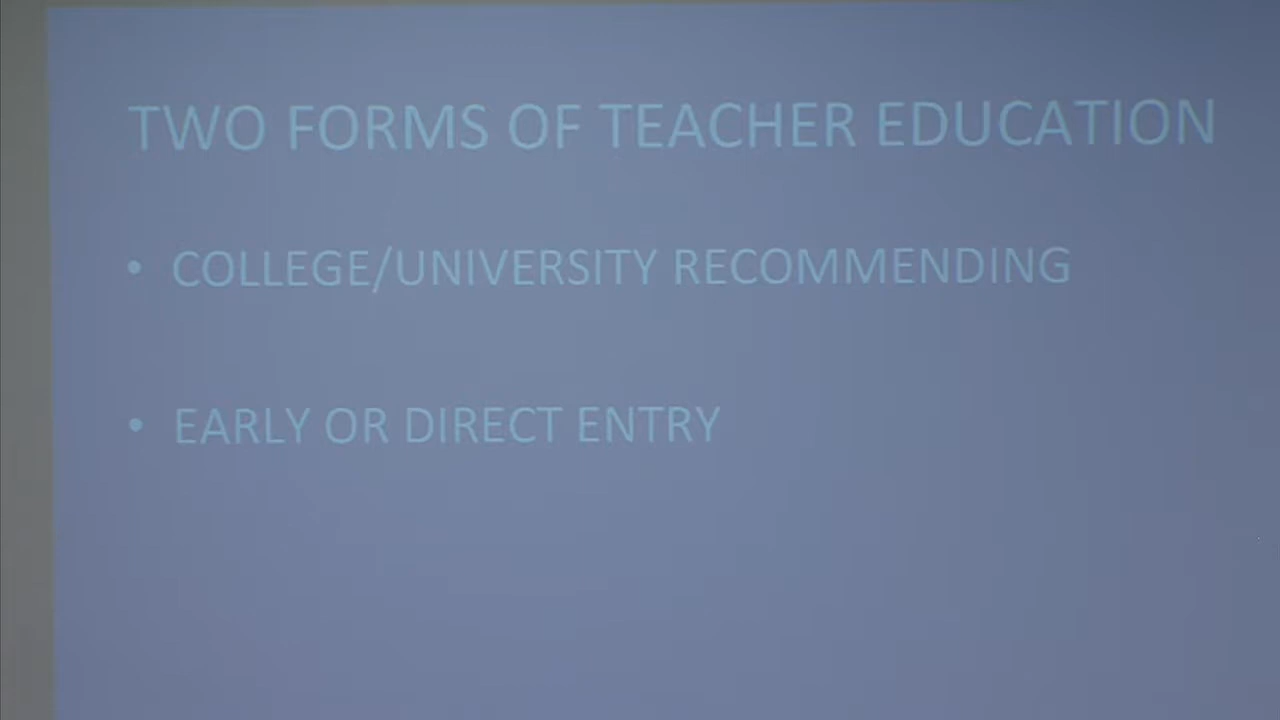 TWO FORMS OF TEACHER EDUCATION
• COLLEGE/UNIVERSITY RECOMMENDING
• EARLY OR DIRECT ENTRY